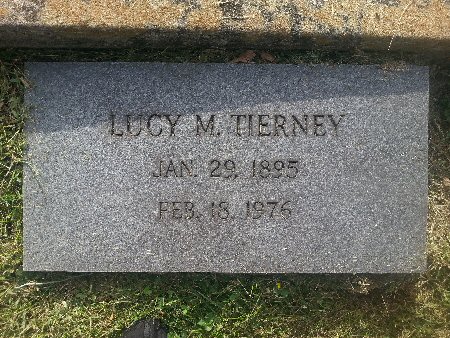 LUCY M. TIERNEY
JAN. 29, 1895
FEB. 18, 1976